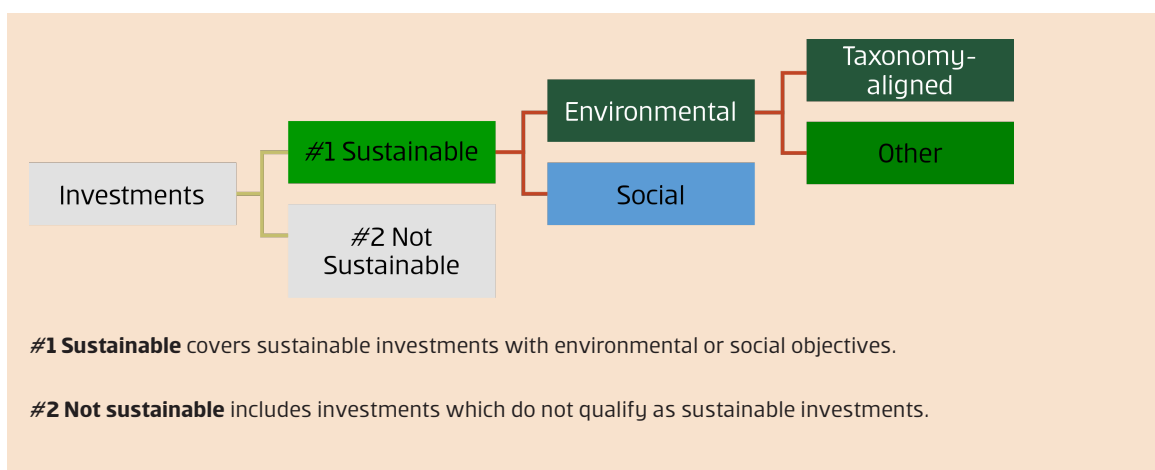 Taxonomy-
aligned
Environmental
#1 Sustainable
Other
Investments
Social
#2 Not
Sustainable
#1 Sustainable covers sustainable investments with environmental or social objectives.
#2 Not sustainable includes investments which do not qualify as sustainable investments.